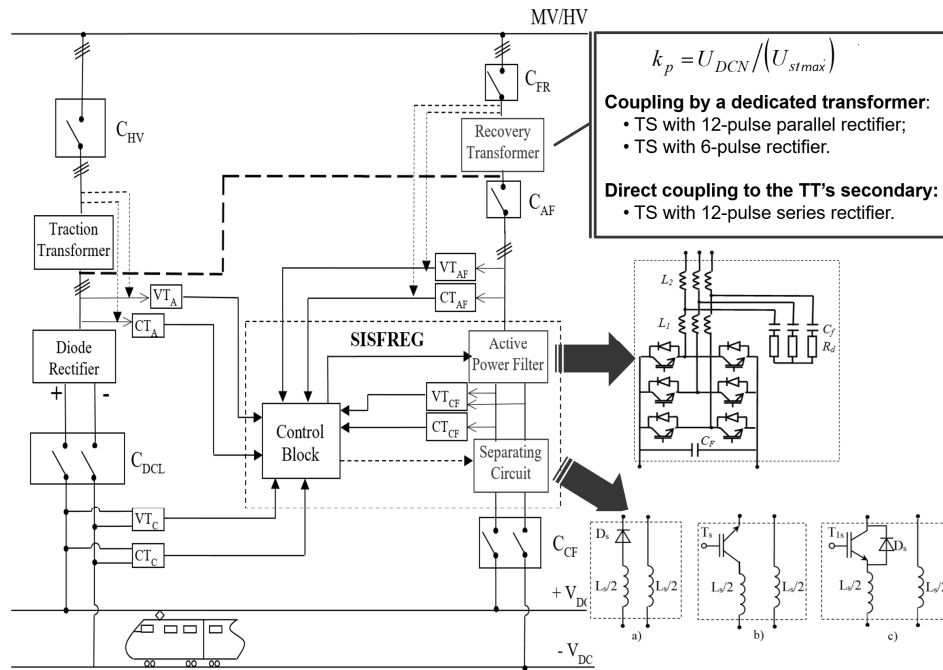 MV/HV
C_HV
C_FR
Recovery
Transformer
C_AF
k_p = U_DCN / (U_stmax)
Coupling by a dedicated transformer:
• TS with 12-pulse parallel rectifier;
• TS with 6-pulse rectifier.
Direct coupling to the TT's secondary:
• TS with 12-pulse series rectifier.
Traction
Transformer
VT_A
CT_A
VT_AF
CT_AF
SISFREG
Diode
Rectifier
+ -
Active
Power Filter
VT_CF
CT_CF
Control
Block
Separating
Circuit
C_DCL
VT_C
CT_C
C_CF
+ V_DC
- V_DC
L2
L1
C_f
R_d
C_F
D_s
L_s/2 L_s/2
a)
T_s
L_s/2 L_s/2
b)
T_1s
D_s
L_s/2 L_s/2
c)